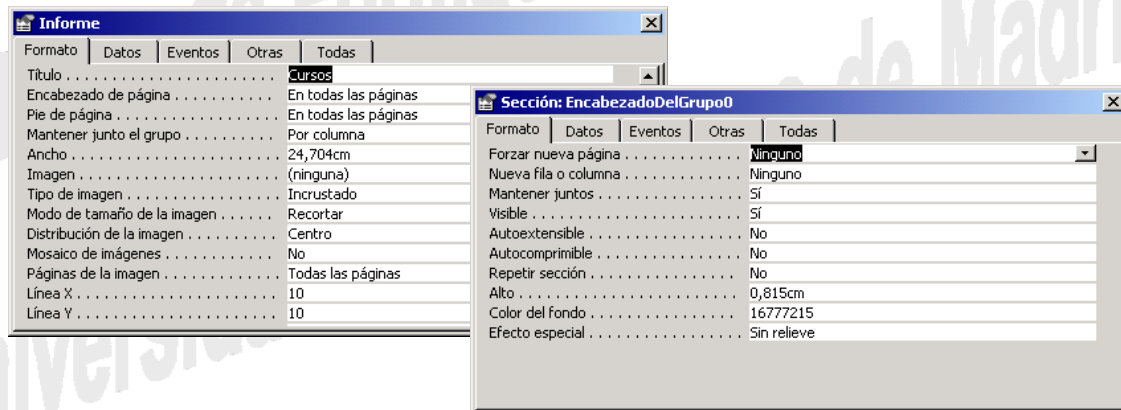 Informe
Formato Datos Eventos Otras Todas
Título . . . . . . . . . . . . . . . . . . . . . . . Cursos
Encabezado de página . . . . . . . . . . . En todas las páginas
Pie de página . . . . . . . . . . . . . . . . . En todas las páginas
Mantener junto el grupo . . . . . . . . . Por columna
Ancho . . . . . . . . . . . . . . . . . . . . . . . 24,704cm
Imagen . . . . . . . . . . . . . . . . . . . . . . (ninguna)
Tipo de imagen . . . . . . . . . . . . . . . . Incrustado
Modo de tamaño de la imagen . . . . . . Recortar
Distribución de la imagen . . . . . . . . . . Centro
Mosaico de imágenes . . . . . . . . . . . . No
Páginas de la imagen . . . . . . . . . . . . . Todas las páginas
Línea X . . . . . . . . . . . . . . . . . . . . . . 10
Línea Y . . . . . . . . . . . . . . . . . . . . . . 10
Sección: EncabezadoDelGrupo0
Formato Datos Eventos Otras Todas
Forzar nueva página . . . . . . . . . . . . . Ninguno
Nueva fila o columna . . . . . . . . . . . . . Ninguno
Mantener juntos . . . . . . . . . . . . . . . . Sí
Visible . . . . . . . . . . . . . . . . . . . . . . . Sí
Autoextensible . . . . . . . . . . . . . . . . . No
Autocomprimible . . . . . . . . . . . . . . . . No
Repetir sección . . . . . . . . . . . . . . . . No
Alto . . . . . . . . . . . . . . . . . . . . . . . . 0,815cm
Color del fondo . . . . . . . . . . . . . . . . . 16777215
Efecto especial . . . . . . . . . . . . . . . . . Sin relieve